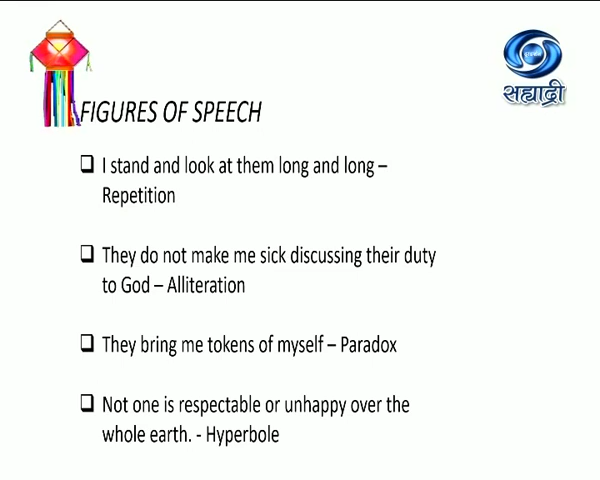 सह्याद्री
FIGURES OF SPEECH
❑ I stand and look at them long and long –
Repetition
❑ They do not make me sick discussing their duty
to God – Alliteration
❑ They bring me tokens of myself – Paradox
❑ Not one is respectable or unhappy over the
whole earth. - Hyperbole